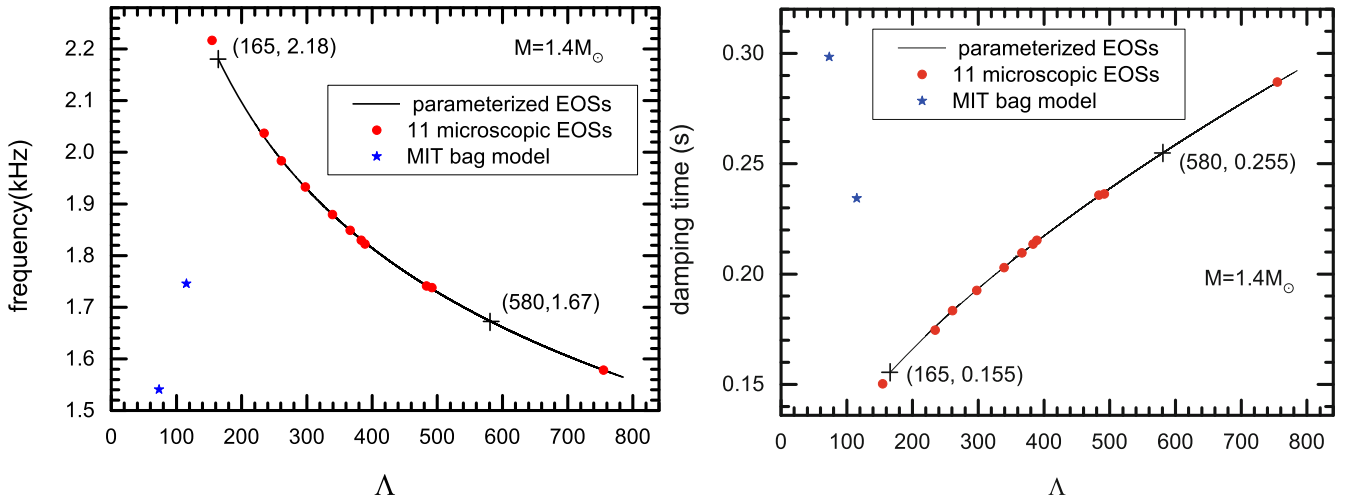 (165, 2.18)
M=1.4M⊙
parameterized EOSs
11 microscopic EOSs
MIT bag model
(580,1.67)
frequency(kHz)
2.2
2.1
2.0
1.9
1.8
1.7
1.6
1.5
0 100 200 300 400 500 600 700 800
Λ
parameterized EOSs
11 microscopic EOSs
MIT bag model
(580, 0.255)
M=1.4M⊙
(165, 0.155)
damping time (s)
0.30
0.25
0.20
0.15
0 100 200 300 400 500 600 700 800
Λ